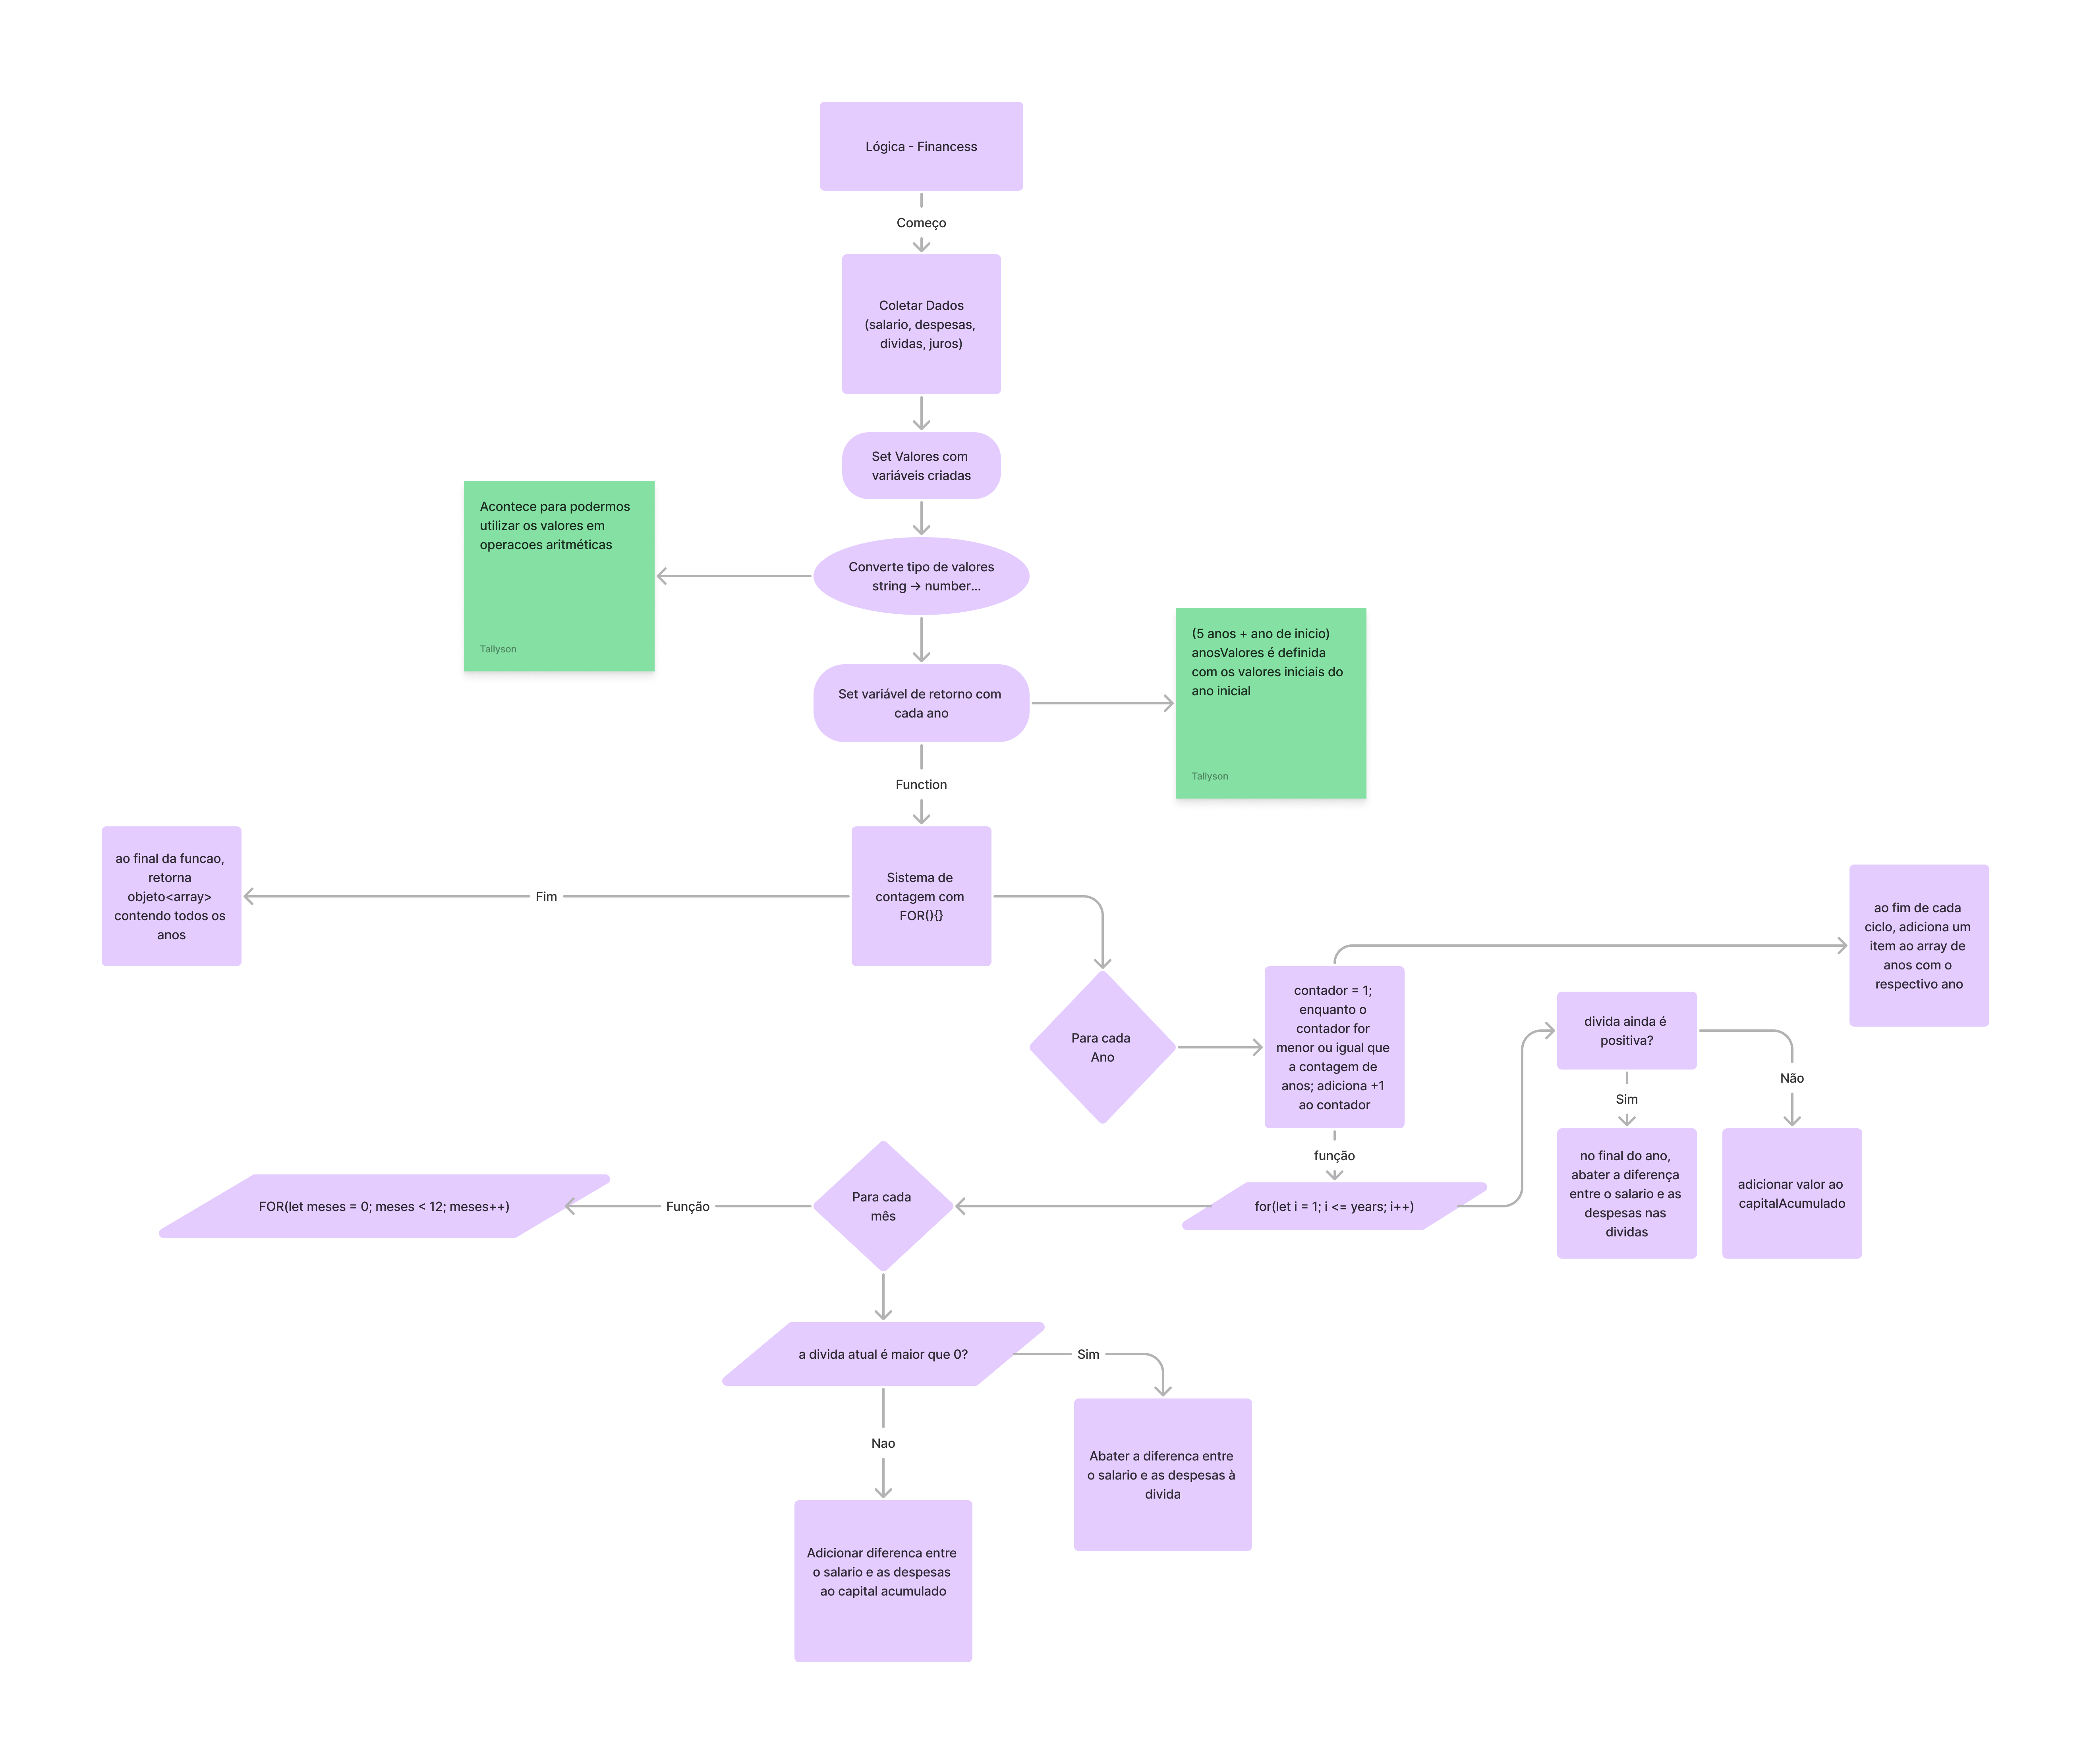 Lógica - Financess
Começo
Coletar Dados
(salario, despesas,
dividas, juros)
Set Valores com
variáveis criadas
Acontece para podermos
utilizar os valores em
operacoes aritméticas
Tallyson
Converte tipo de valores
string → number...
(5 anos + ano de inicio)
anosValores é definida
com os valores iniciais do
ano inicial
Tallyson
Set variável de retorno com
cada ano
Function
ao final da funcao,
retorna
objeto<array>
contendo todos os
anos
Fim
Sistema de
contagem com
FOR(){}
ao fim de cada
ciclo, adiciona um
item ao array de
anos com o
respectivo ano
Para cada
Ano
contador = 1;
enquanto o
contador for
menor ou igual que
a contagem de
anos; adiciona +1
ao contador
divida ainda é
positiva?
Não
Sim
função
no final do ano,
abater a diferença
entre o salario e as
despesas nas
dividas
adicionar valor ao
capitalAcumulado
FOR(let meses = 0; meses < 12; meses++)
Função
Para cada
mês
for(let i = 1; i <= years; i++)
a divida atual é maior que 0?
Sim
Nao
Abater a diferenca entre
o salario e as despesas à
divida
Adicionar diferenca entre
o salario e as despesas
ao capital acumulado